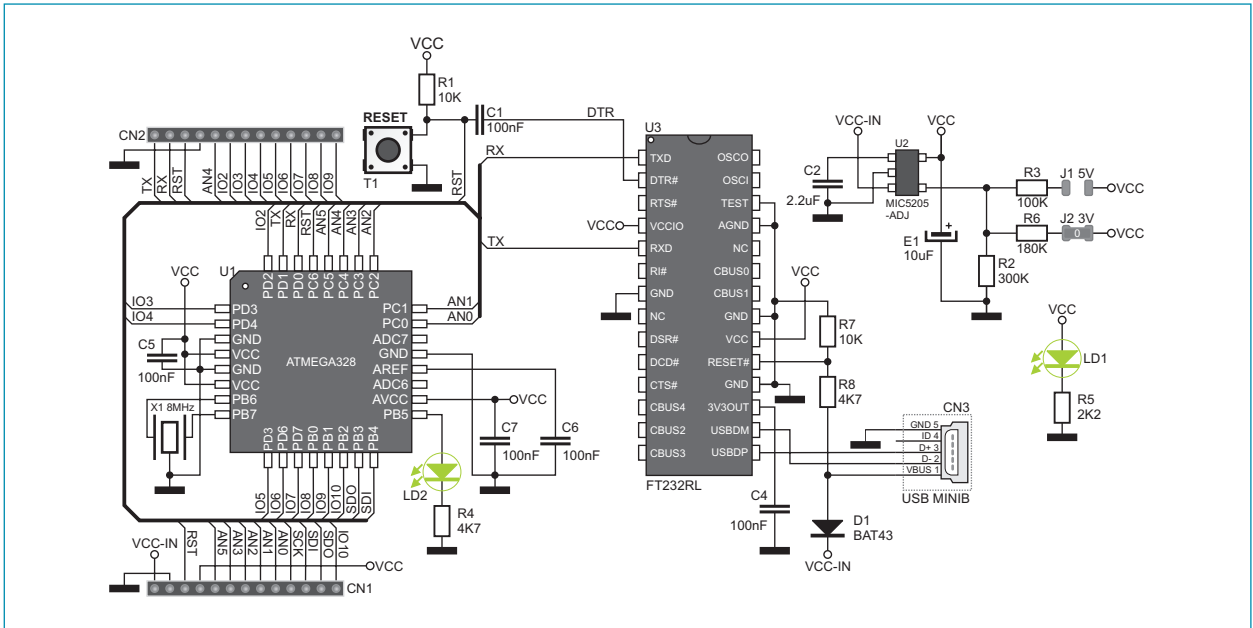 VCC
R1
10K
RESET
T1
C1
100nF
DTR
CN2
TX
RX
RST
AN4
IO2
IO3
IO4
IO5
IO6
IO7
IO8
IO9
RST
RX
TX
IO2
TX
RX
RST
AN5
AN4
AN3
AN2
U1
VCC
PD2
PD1
PD0
PC6
PC5
PC4
PC3
PC2
IO3
IO4
PD3
PD4
GND
VCC
GND
VCC
PB6
PB7
ATMEGA328
PC1
PC0
ADC7
GND
AREF
ADC6
AVCC
PB5
AN1
AN0
C5
100nF
X1 8MHz
PD3
PD6
PD7
PB0
PB1
PB2
PB3
PB4
IO5
IO6
IO7
IO8
IO9
IO10
SDO
SDI
VCC
C7
100nF
C6
100nF
LD2
R4
4K7
VCC-IN
RST
AN5
AN3
AN2
AN1
AN0
SCK
SDI
SDO
IO10
VCC
CN1
U3
TXD
DTR#
RTS#
VCCIO
RXD
RI#
GND
NC
DSR#
DCD#
CTS#
CBUS4
CBUS2
CBUS3
OSCO
OSCI
TEST
AGND
NC
CBUS0
CBUS1
GND
VCC
RESET#
GND
3V3OUT
USBDM
USBDP
FT232RL
VCC
VCC
R7
10K
R8
4K7
C4
100nF
D1
BAT43
VCC-IN
VCC-IN
VCC
U2
C2
2.2uF
MIC5205
-ADJ
E1
+
10uF
R3
100K
J1 5V
VCC
R6
180K
J2 3V
0
VCC
R2
300K
VCC
LD1
R5
2K2
CN3
GND 5
ID 4
D+ 3
D- 2
VBUS 1
USB MINIB